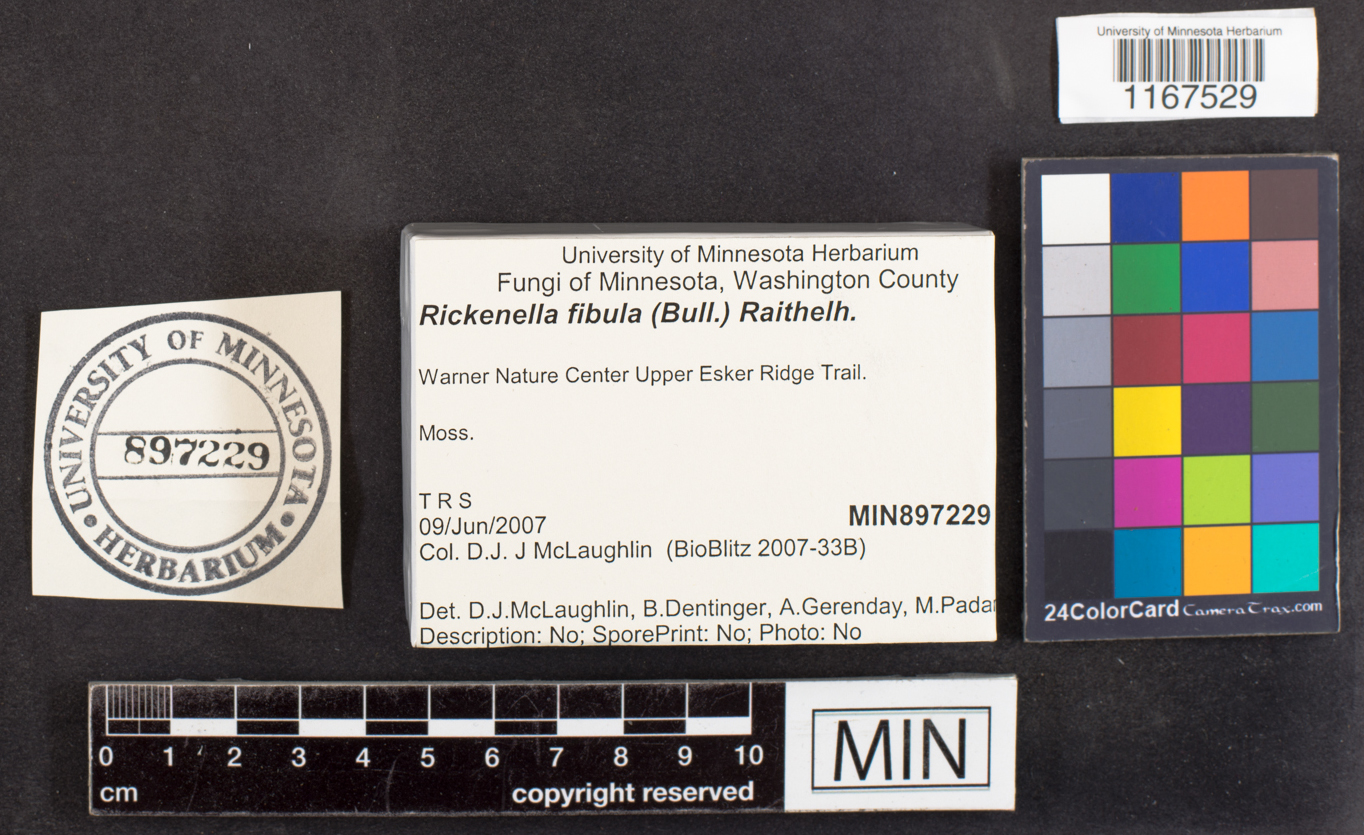 University of Minnesota Herbarium
1167529
University of Minnesota Herbarium
Fungi of Minnesota, Washington County
Rickenella fibula (Bull.) Raithelh.
Warner Nature Center Upper Esker Ridge Trail.
Moss.
T R S
09/Jun/2007
MIN897229
Col. D.J. J McLaughlin (BioBlitz 2007-33B)
Det. D.J.McLaughlin, B.Dentinger, A.Gerenday,
Description: No; SporePrint: No; Photo: No
UNIVERSITY OF MINNESOTA
897229
• HERBARIUM •
24ColorCard CameraTrax.com
0 1 2 3 4 5 6 7 8 9 10
cm
copyright reserved
MIN